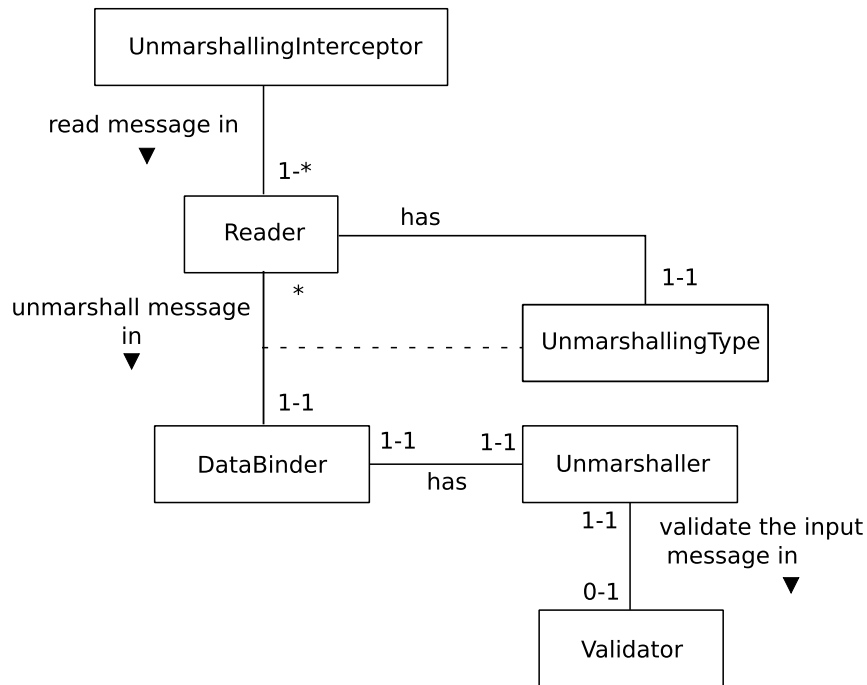 UnmarshallingInterceptor
read message in
▼
1-*
Reader
has
*
1-1
unmarshall message
in
▼
UnmarshallingType
1-1
DataBinder
1-1
1-1
has
Unmarshaller
1-1
validate the input
message in
▼
0-1
Validator